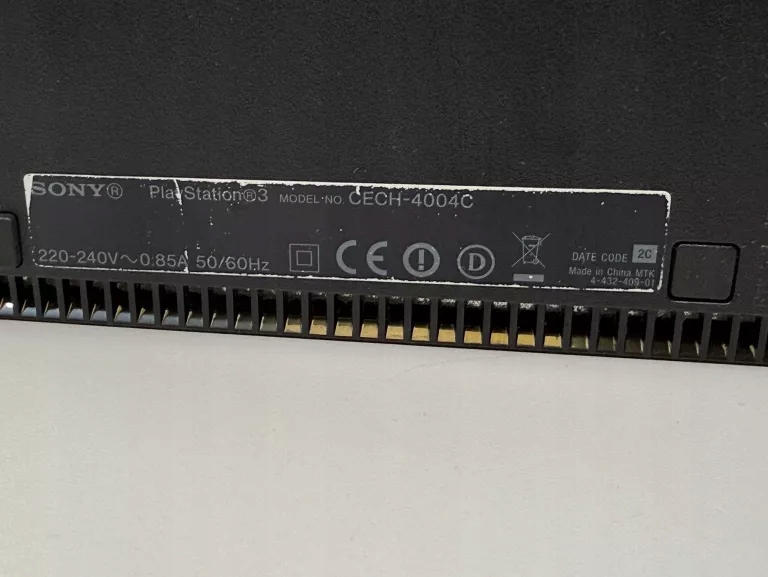 SONY® PlayStation®3 MODEL NO. CECH-4004C
220-240V～0.85A 50/60Hz
CE
D
DATE CODE 2C
Made in China MTK
4-432-409-01